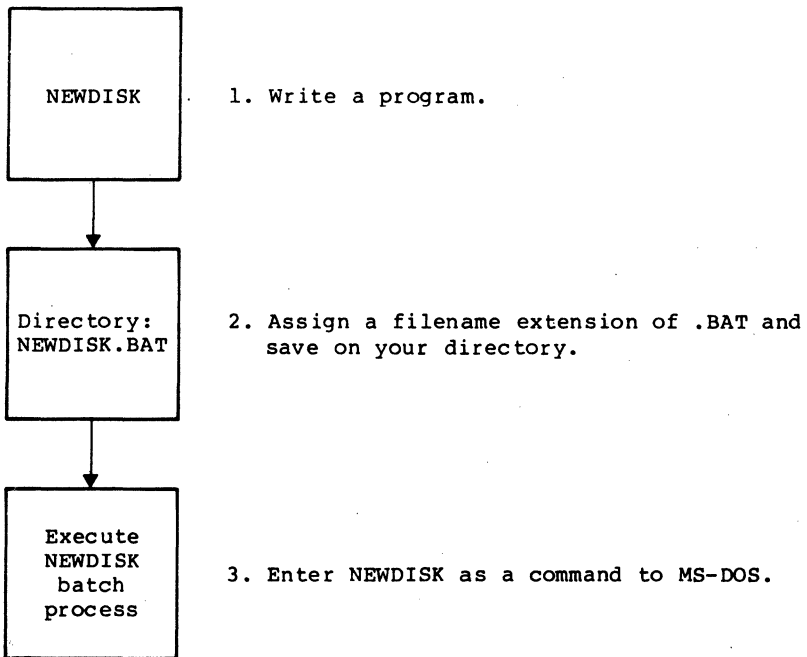 NEWDISK
1. Write a program.
Directory:
NEWDISK.BAT
2. Assign a filename extension of .BAT and
save on your directory.
Execute
NEWDISK
batch
process
3. Enter NEWDISK as a command to MS-DOS.